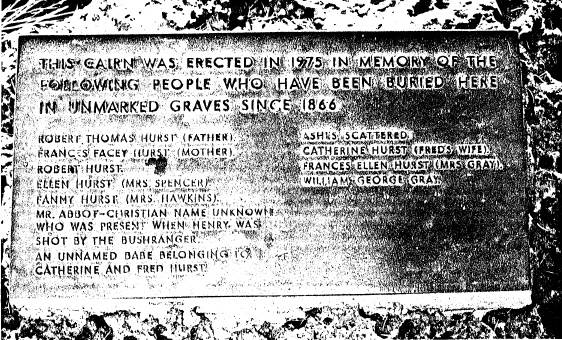 THIS CAIRN WAS ERECTED IN 1975 IN MEMORY OF THE
FOLLOWING PEOPLE WHO HAVE BEEN BURIED HERE
IN UNMARKED GRAVES SINCE 1866
ROBERT THOMAS HURST (FATHER).
FRANCES FACEY HURST (MOTHER)
ROBERT HURST.
ELLEN HURST (MRS. SPENCER).
FANNY HURST (MRS. HAWKINS).
MR. ABBOT-CHRISTIAN NAME UNKNOWN
WHO WAS PRESENT WHEN HENRY WAS
SHOT BY THE BUSHRANGER.
AN UNNAMED BABE BELONGING TO
CATHERINE AND FRED HURST.
ASHES SCATTERED.
CATHERINE HURST (FRED'S WIFE).
FRANCES ELLEN HURST (MRS GRAY).
WILLIAM GEORGE GRAY.